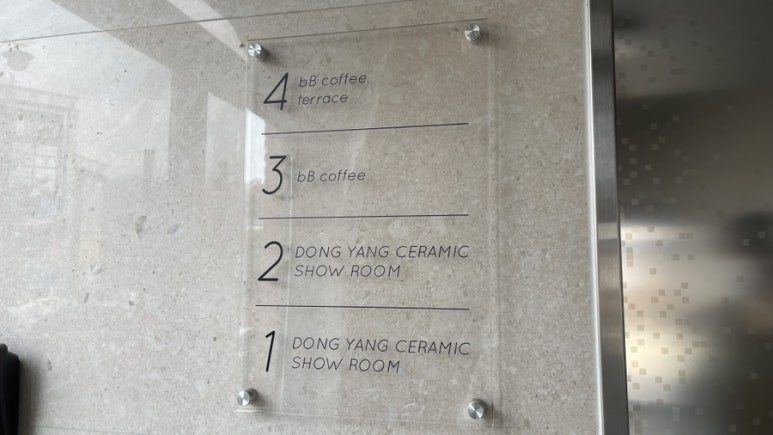 4 bB coffee,
terrace
3 bB coffee
2 DONG YANG CERAMIC
SHOW ROOM
1 DONG YANG CERAMIC
SHOW ROOM